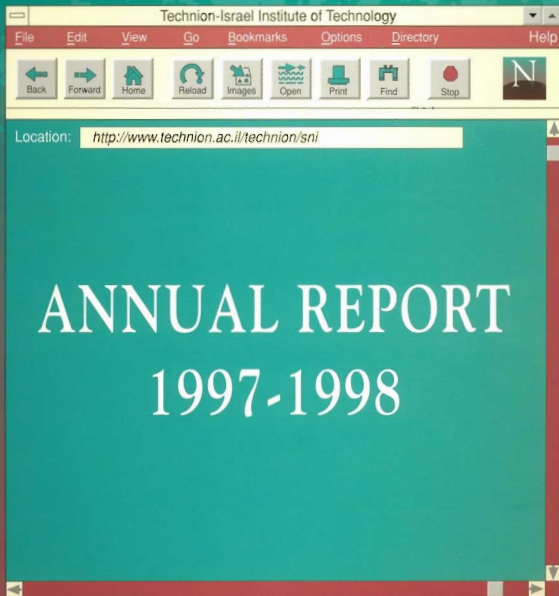 Technion-Israel Institute of Technology
File Edit View Go Bookmarks Options Directory Help
N
Back Forward Home Reload Images Open Print Find Stop
Location: http://www.technion.ac.il/technion/sni
ANNUAL REPORT
1997-1998